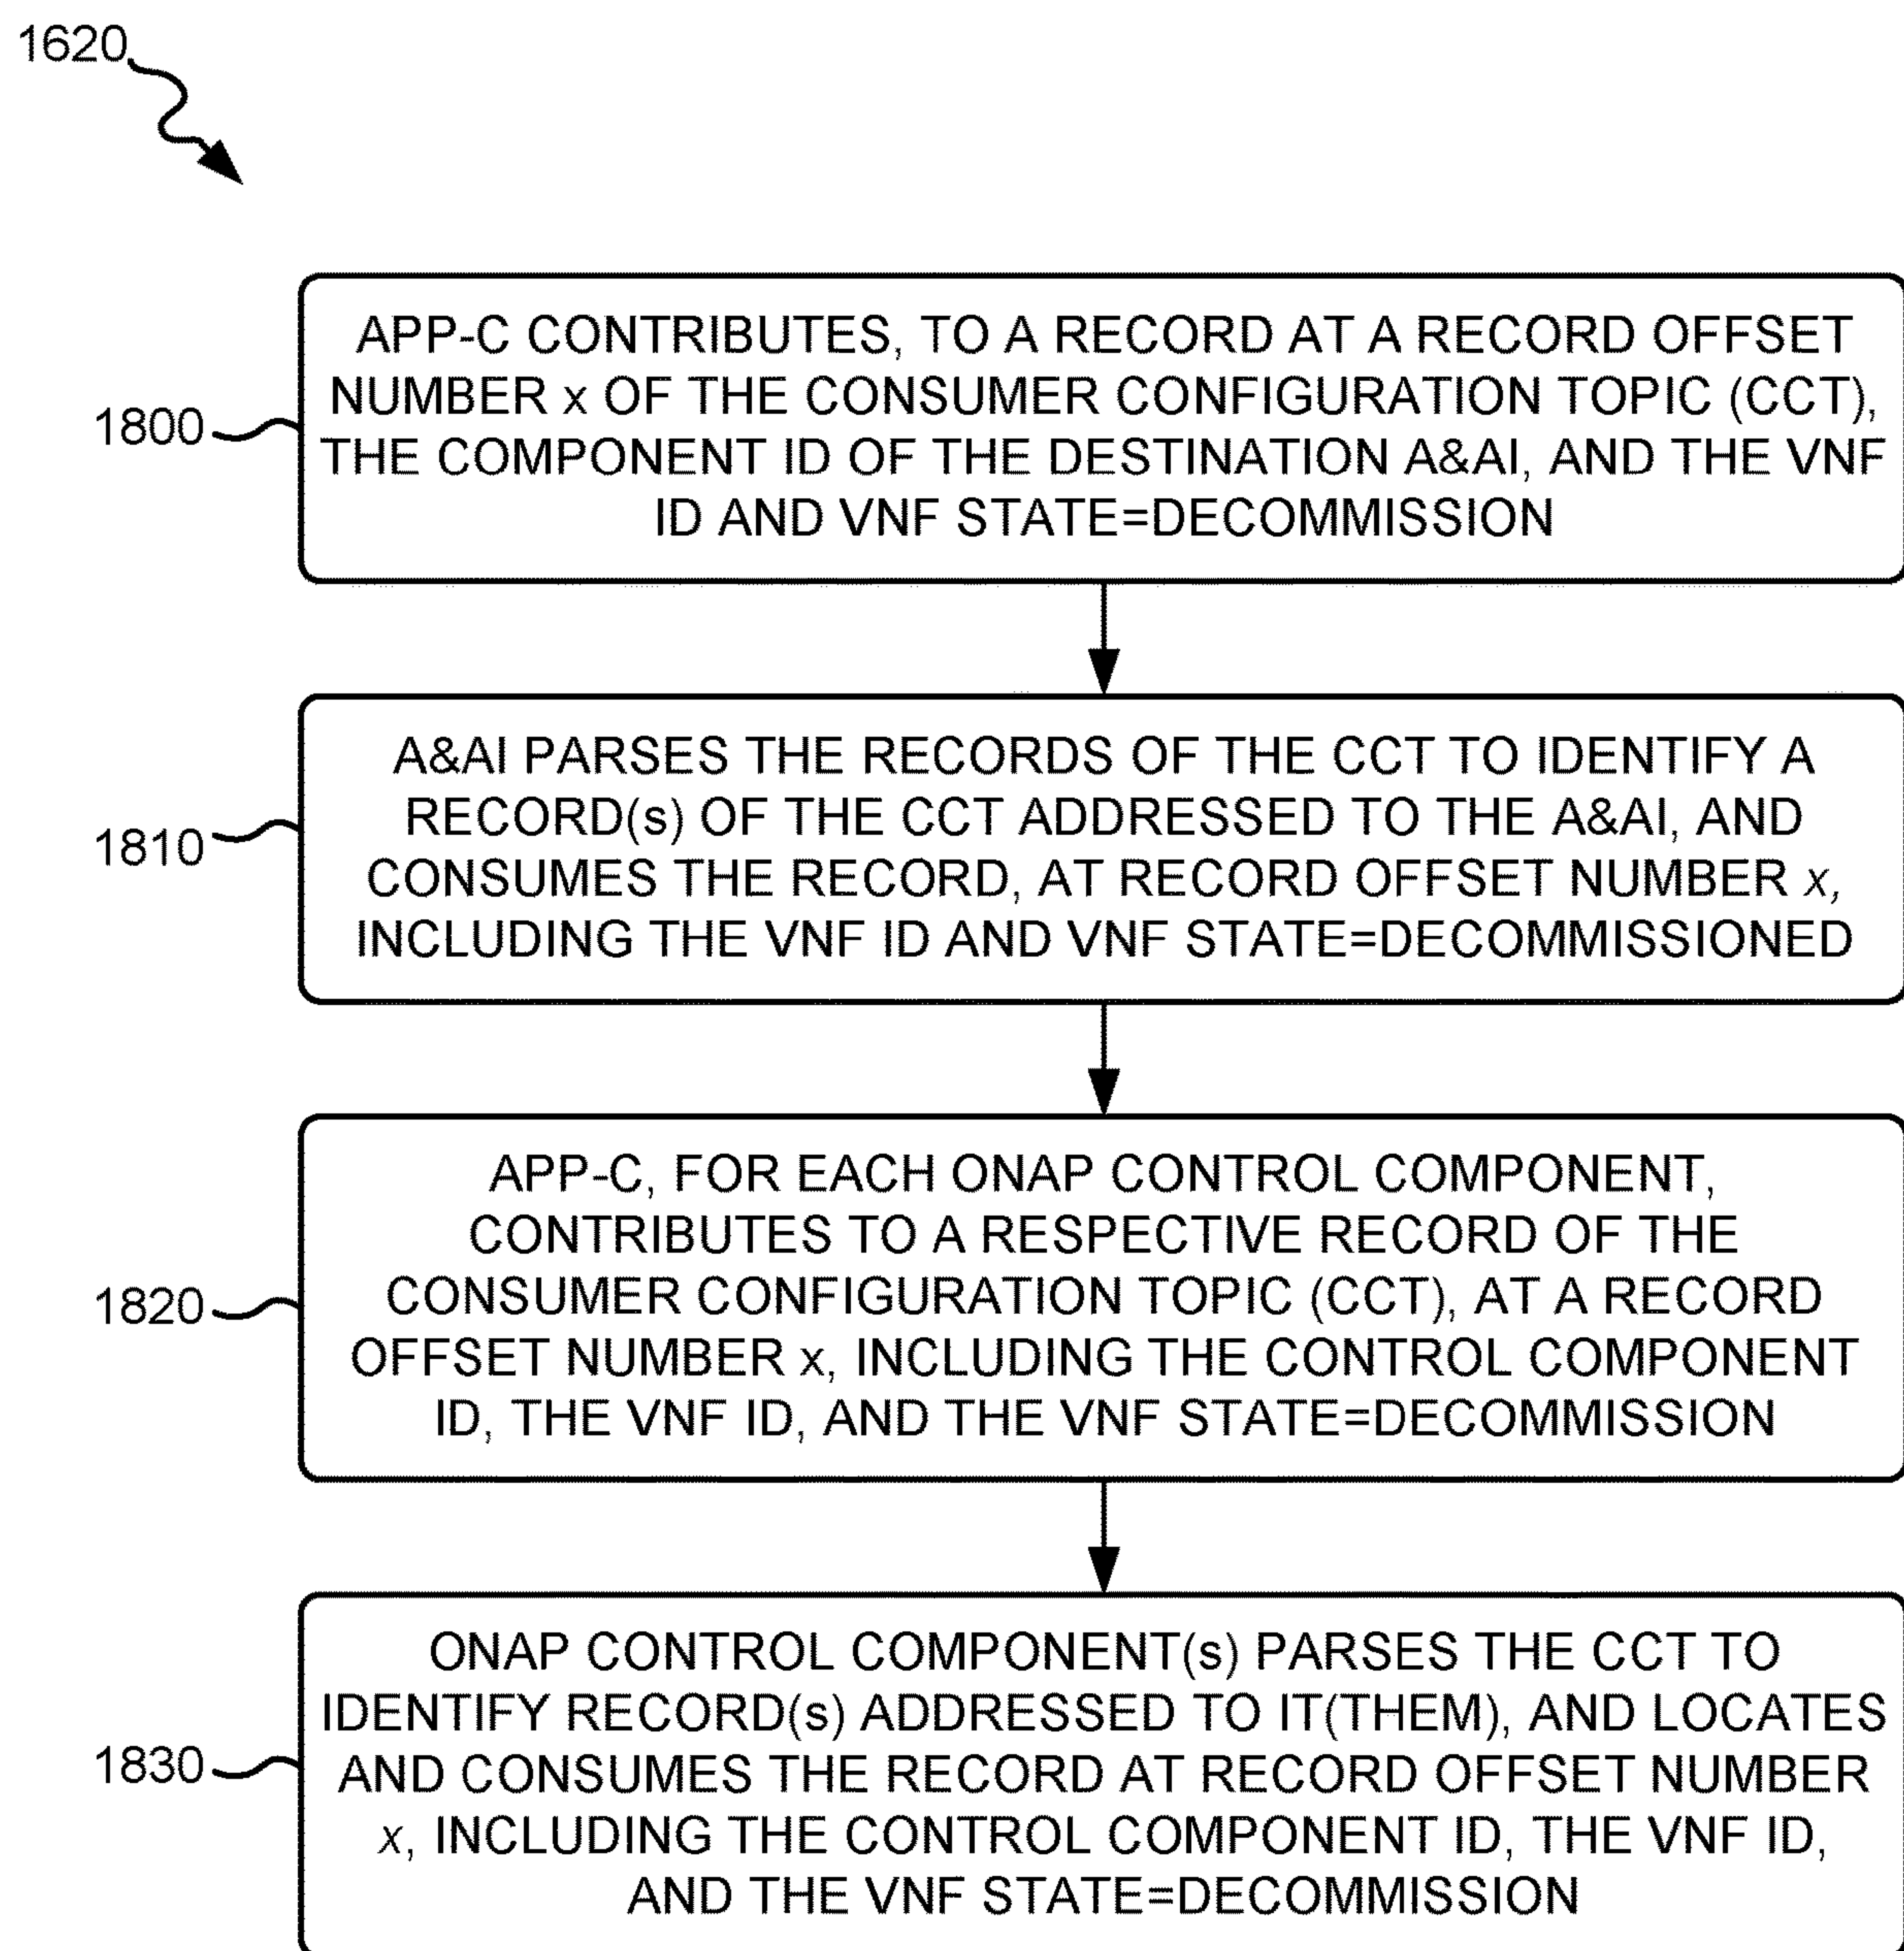 1620
APP-C CONTRIBUTES, TO A RECORD AT A RECORD OFFSET
NUMBER x OF THE CONSUMER CONFIGURATION TOPIC (CCT),
THE COMPONENT ID OF THE DESTINATION A&AI, AND THE VNF
ID AND VNF STATE=DECOMMISSION
1800
A&AI PARSES THE RECORDS OF THE CCT TO IDENTIFY A
RECORD(s) OF THE CCT ADDRESSED TO THE A&AI, AND
CONSUMES THE RECORD, AT RECORD OFFSET NUMBER x,
INCLUDING THE VNF ID AND VNF STATE=DECOMMISSIONED
1810
APP-C, FOR EACH ONAP CONTROL COMPONENT,
CONTRIBUTES TO A RESPECTIVE RECORD OF THE
CONSUMER CONFIGURATION TOPIC (CCT), AT A RECORD
OFFSET NUMBER x, INCLUDING THE CONTROL COMPONENT
ID, THE VNF ID, AND THE VNF STATE=DECOMMISSION
1820
ONAP CONTROL COMPONENT(s) PARSES THE CCT TO
IDENTIFY RECORD(s) ADDRESSED TO IT(THEM), AND LOCATES
AND CONSUMES THE RECORD AT RECORD OFFSET NUMBER
x, INCLUDING THE CONTROL COMPONENT ID, THE VNF ID,
AND THE VNF STATE=DECOMMISSION
1830